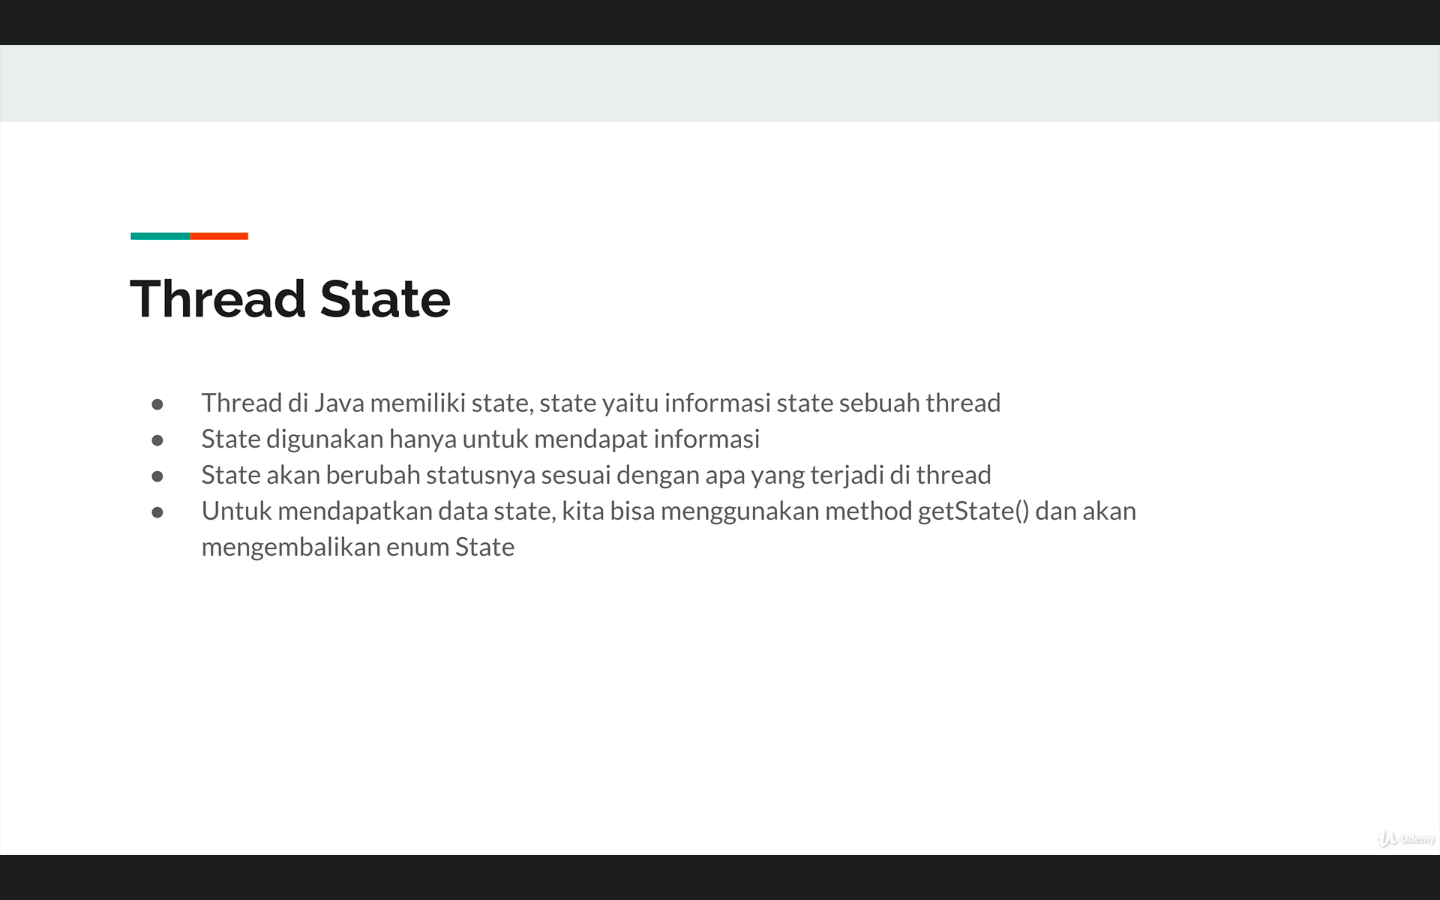 Thread State
● Thread di Java memiliki state, state yaitu informasi state sebuah thread
● State digunakan hanya untuk mendapat informasi
● State akan berubah statusnya sesuai dengan apa yang terjadi di thread
● Untuk mendapatkan data state, kita bisa menggunakan method getState() dan akan
mengembalikan enum State
Udemy